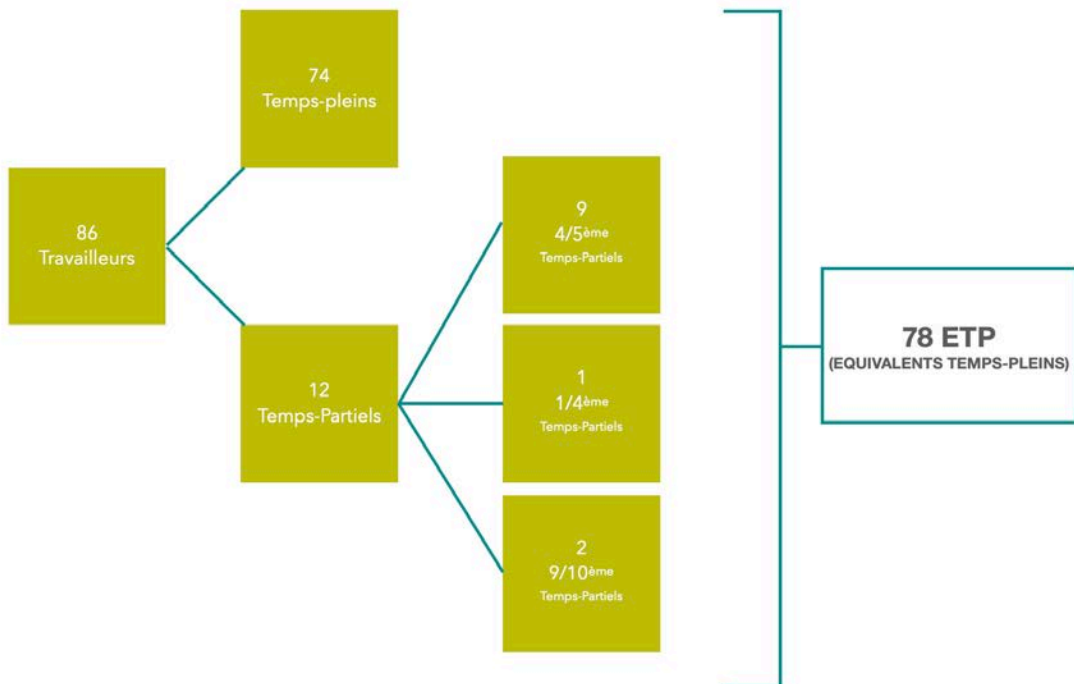 74
Temps-pleins
86
Travailleurs
12
Temps-Partiels
9
4/5ème
Temps-Partiels
1
1/4ème
Temps-Partiels
2
9/10ème
Temps-Partiels
78 ETP
(EQUIVALENTS TEMPS-PLEINS)